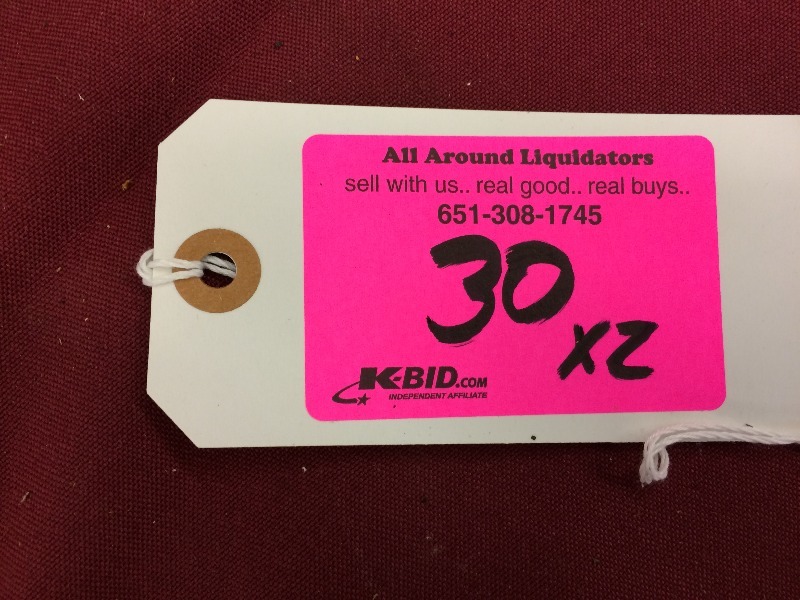 All Around Liquidators
sell with us.. real good.. real buys..
651-308-1745
30
x2
K-BID.COM
INDEPENDENT AFFILIATE